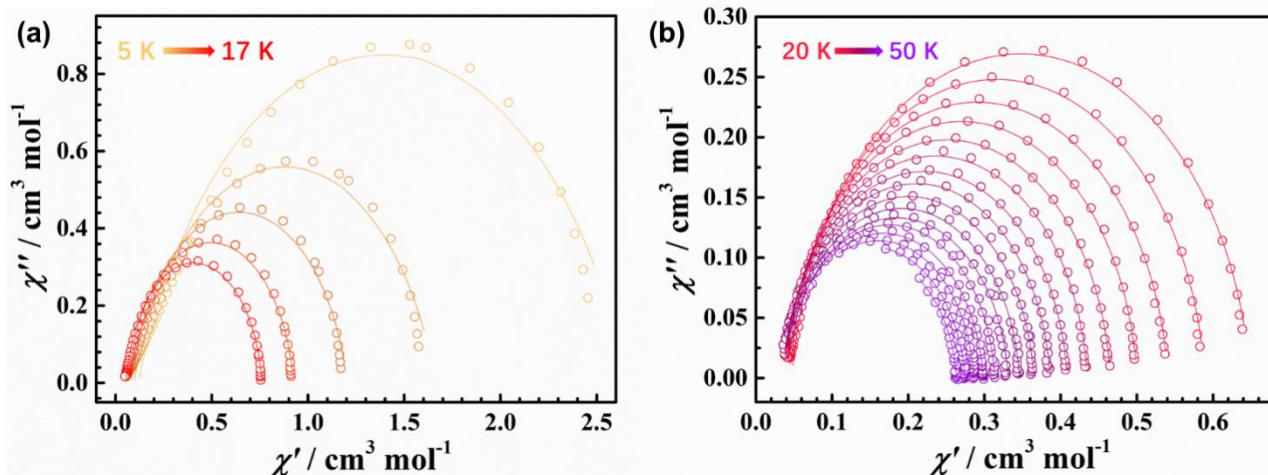 (a)
5 K 17 K
χ'' / cm³ mol⁻¹
0.8
0.6
0.4
0.2
0.0
0.0 0.5 1.0 1.5 2.0 2.5
χ' / cm³ mol⁻¹
(b)
20 K 50 K
χ'' / cm³ mol⁻¹
0.30
0.25
0.20
0.15
0.10
0.05
0.00
0.0 0.1 0.2 0.3 0.4 0.5 0.6
χ' / cm³ mol⁻¹